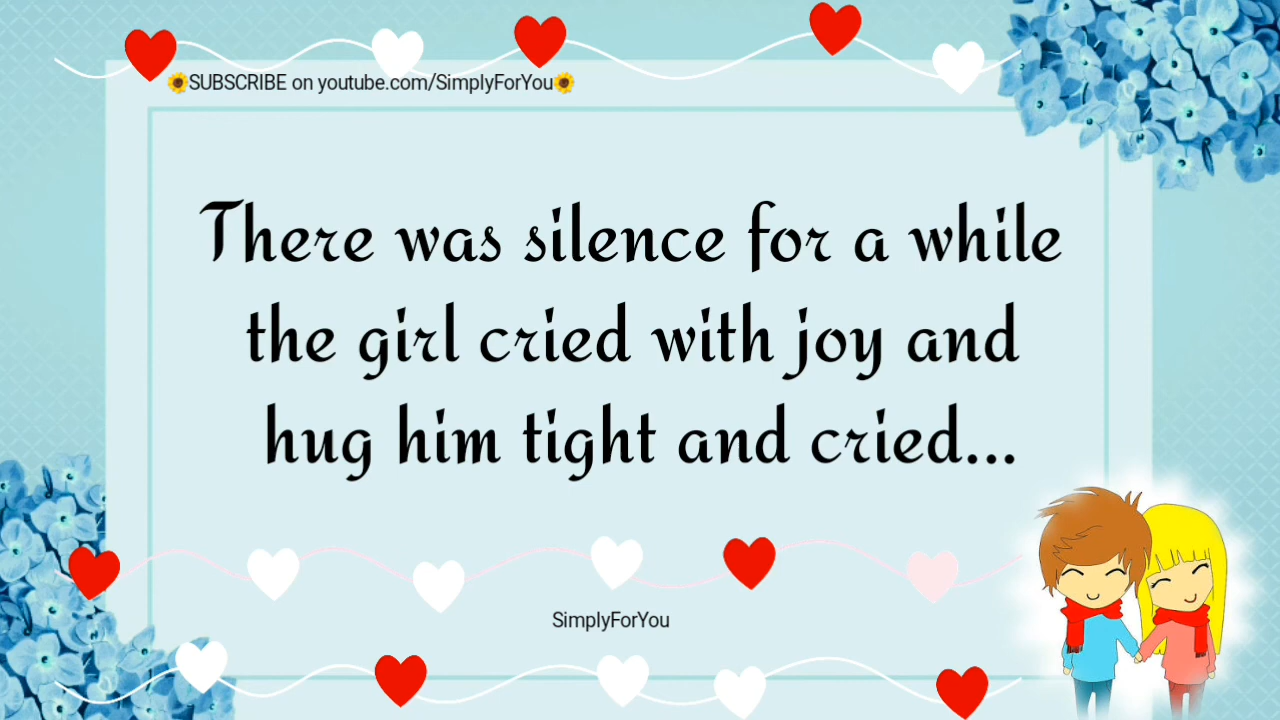 🌻SUBSCRIBE on youtube.com/SimplyForYou🌻
There was silence for a while
the girl cried with joy and
hug him tight and cried...
SimplyForYou